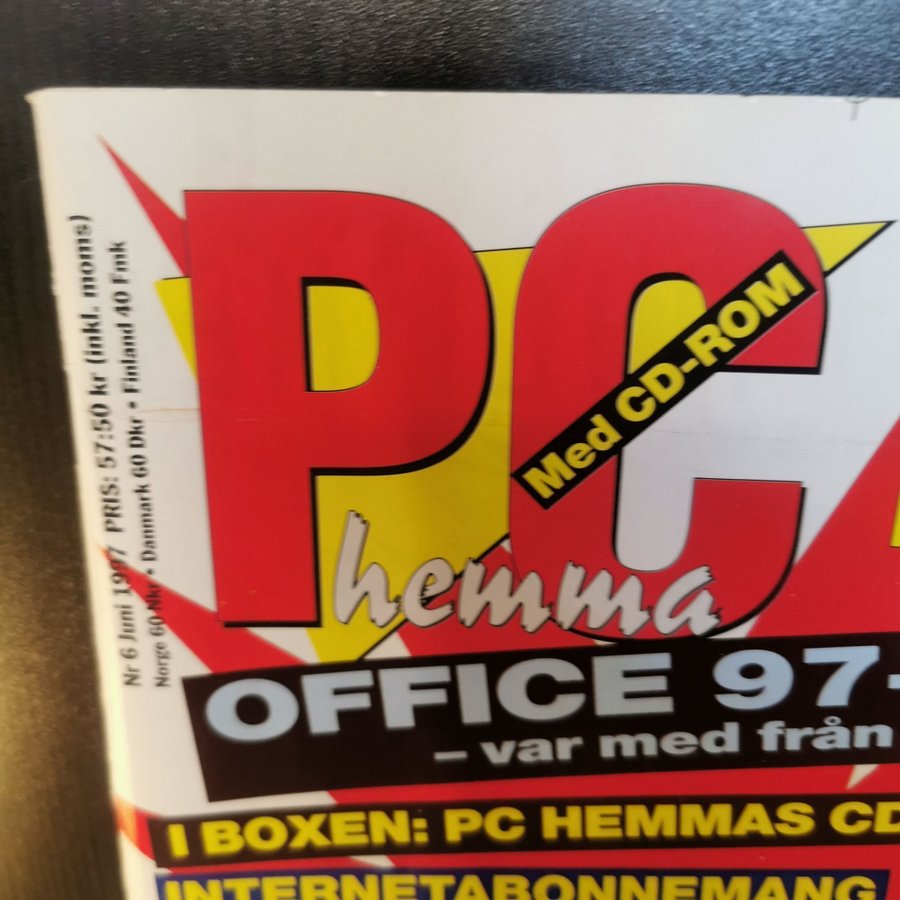 Nr 6 Juni 1997 PRIS: 57:50 kr (inkl. moms)
Norge 60 Nkr • Danmark 60 Dkr • Finland 40 Fmk
PC
Med CD-ROM
hemma
OFFICE 97-
– var med från
I BOXEN: PC HEMMAS CD
INTERNETABONNEMANG